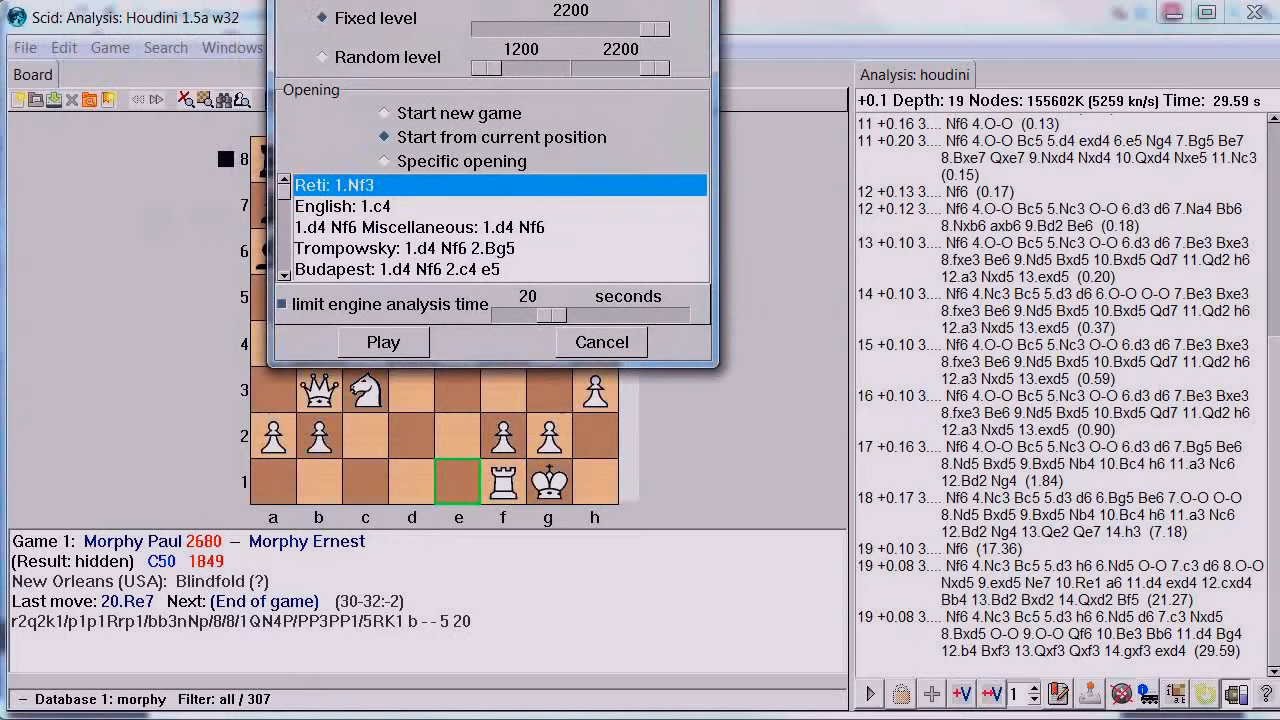 Scid: Analysis: Houdini 1.5a w32
File Edit Game Search Windows
Board
2200
Fixed level
Random level
1200 2200
Opening
Start new game
Start from current position
Specific opening
Reti: 1.Nf3
English: 1.c4
1.d4 Nf6 Miscellaneous: 1.d4 Nf6
Trompowsky: 1.d4 Nf6 2.Bg5
Budapest: 1.d4 Nf6 2.c4 e5
limit engine analysis time 20 seconds
Play Cancel
8
7
6
5
4
3
2
1
a b c d e f g h
Game 1: Morphy Paul 2680 – Morphy Ernest
(Result: hidden) C50 1849
New Orleans (USA): Blindfold (?)
Last move: 20.Re7 Next: (End of game) (30-32:-2)
r2q2k1/p1p1Rrp1/bb3nNp/8/8/1QN4P/PP3PP1/5RK1 b - - 5 20
– Database 1: morphy Filter: all / 307
Analysis: houdini
+0.1 Depth: 19 Nodes: 155602K (5259 kn/s) Time: 29.59 s
11 +0.16 3.... Nf6 4.O-O (0.13)
11 +0.20 3.... Nf6 4.O-O Bc5 5.d4 exd4 6.e5 Ng4 7.Bg5 Be7
8.Bxe7 Qxe7 9.Nxd4 Nxd4 10.Qxd4 Nxe5 11.Nc3
(0.15)
12 +0.13 3.... Nf6 (0.17)
12 +0.12 3.... Nf6 4.O-O Bc5 5.Nc3 O-O 6.d3 d6 7.Na4 Bb6
8.Nxb6 axb6 9.Bd2 Be6 (0.18)
13 +0.10 3.... Nf6 4.O-O Bc5 5.Nc3 O-O 6.d3 d6 7.Be3 Bxe3
8.fxe3 Be6 9.Nd5 Bxd5 10.Bxd5 Qd7 11.Qd2 h6
12.a3 Nxd5 13.exd5 (0.20)
14 +0.10 3.... Nf6 4.Nc3 Bc5 5.d3 d6 6.O-O O-O 7.Be3 Bxe3
8.fxe3 Be6 9.Nd5 Bxd5 10.Bxd5 Qd7 11.Qd2 h6
12.a3 Nxd5 13.exd5 (0.37)
15 +0.10 3.... Nf6 4.O-O Bc5 5.Nc3 O-O 6.d3 d6 7.Be3 Bxe3
8.fxe3 Be6 9.Nd5 Bxd5 10.Bxd5 Qd7 11.Qd2 h6
12.a3 Nxd5 13.exd5 (0.59)
16 +0.10 3.... Nf6 4.O-O Bc5 5.Nc3 O-O 6.d3 d6 7.Be3 Bxe3
8.fxe3 Be6 9.Nd5 Bxd5 10.Bxd5 Qd7 11.Qd2 h6
12.a3 Nxd5 13.exd5 (0.90)
17 +0.16 3.... Nf6 4.O-O Bc5 5.Nc3 O-O 6.d3 d6 7.Bg5 Be6
8.Nd5 Bxd5 9.Bxd5 Nb4 10.Bc4 h6 11.a3 Nc6
12.Bd2 Ng4 (1.84)
18 +0.17 3.... Nf6 4.Nc3 Bc5 5.d3 d6 6.Bg5 Be6 7.O-O O-O
8.Nd5 Bxd5 9.Bxd5 Nb4 10.Bc4 h6 11.a3 Nc6
12.Bd2 Ng4 13.Qe2 Qe7 14.h3 (7.18)
19 +0.10 3.... Nf6 (17.36)
19 +0.08 3.... Nf6 4.Nc3 Bc5 5.d3 h6 6.Nd5 O-O 7.c3 d6 8.O-O
Nxd5 9.exd5 Ne7 10.Re1 a6 11.d4 exd4 12.cxd4
Bb4 13.Bd2 Bxd2 14.Qxd2 Bf5 (21.27)
19 +0.08 3.... Nf6 4.Nc3 Bc5 5.d3 h6 6.Nd5 d6 7.c3 Nxd5
8.Bxd5 O-O 9.O-O Qf6 10.Be3 Bb6 11.d4 Bg4
12.b4 Bxf3 13.Qxf3 Qxf3 14.gxf3 exd4 (29.59)
+V +V 1